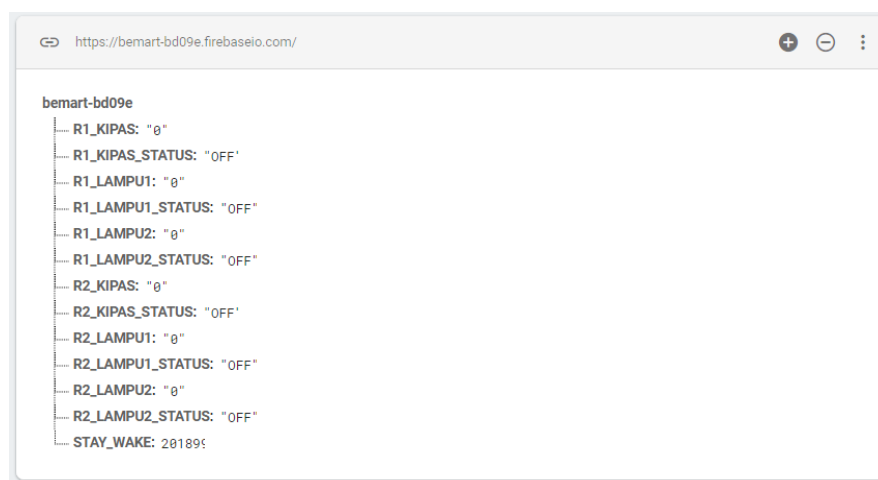 https://bemart-bd09e.firebaseio.com/
bemart-bd09e
R1_KIPAS: "0"
R1_KIPAS_STATUS: "OFF'
R1_LAMPU1: "0"
R1_LAMPU1_STATUS: "OFF"
R1_LAMPU2: "0"
R1_LAMPU2_STATUS: "OFF"
R2_KIPAS: "0"
R2_KIPAS_STATUS: "OFF'
R2_LAMPU1: "0"
R2_LAMPU1_STATUS: "OFF"
R2_LAMPU2: "0"
R2_LAMPU2_STATUS: "OFF"
STAY_WAKE: